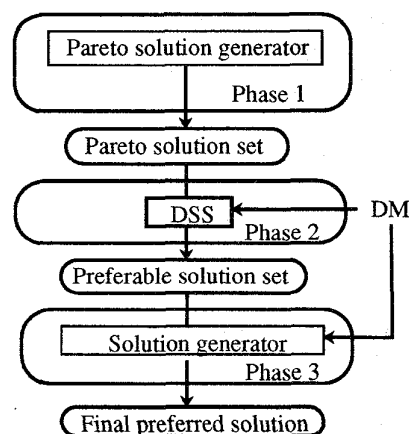 Pareto solution generator
Phase 1
Pareto solution set
DSS
DM
Phase 2
Preferable solution set
Solution generator
Phase 3
Final preferred solution